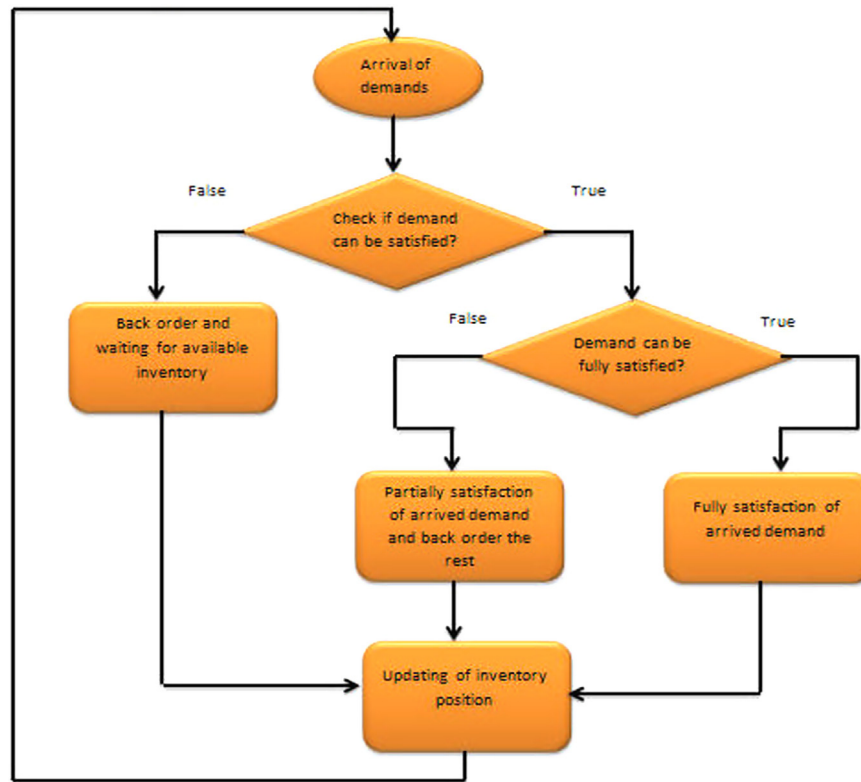 Arrival of
demands
False
True
Check if demand
can be satisfied?
Back order and
waiting for available
inventory
False
True
Demand can be
fully satisfied?
Partially satisfaction
of arrived demand
and back order the
rest
Fully satisfaction of
arrived demand
Updating of inventory
position